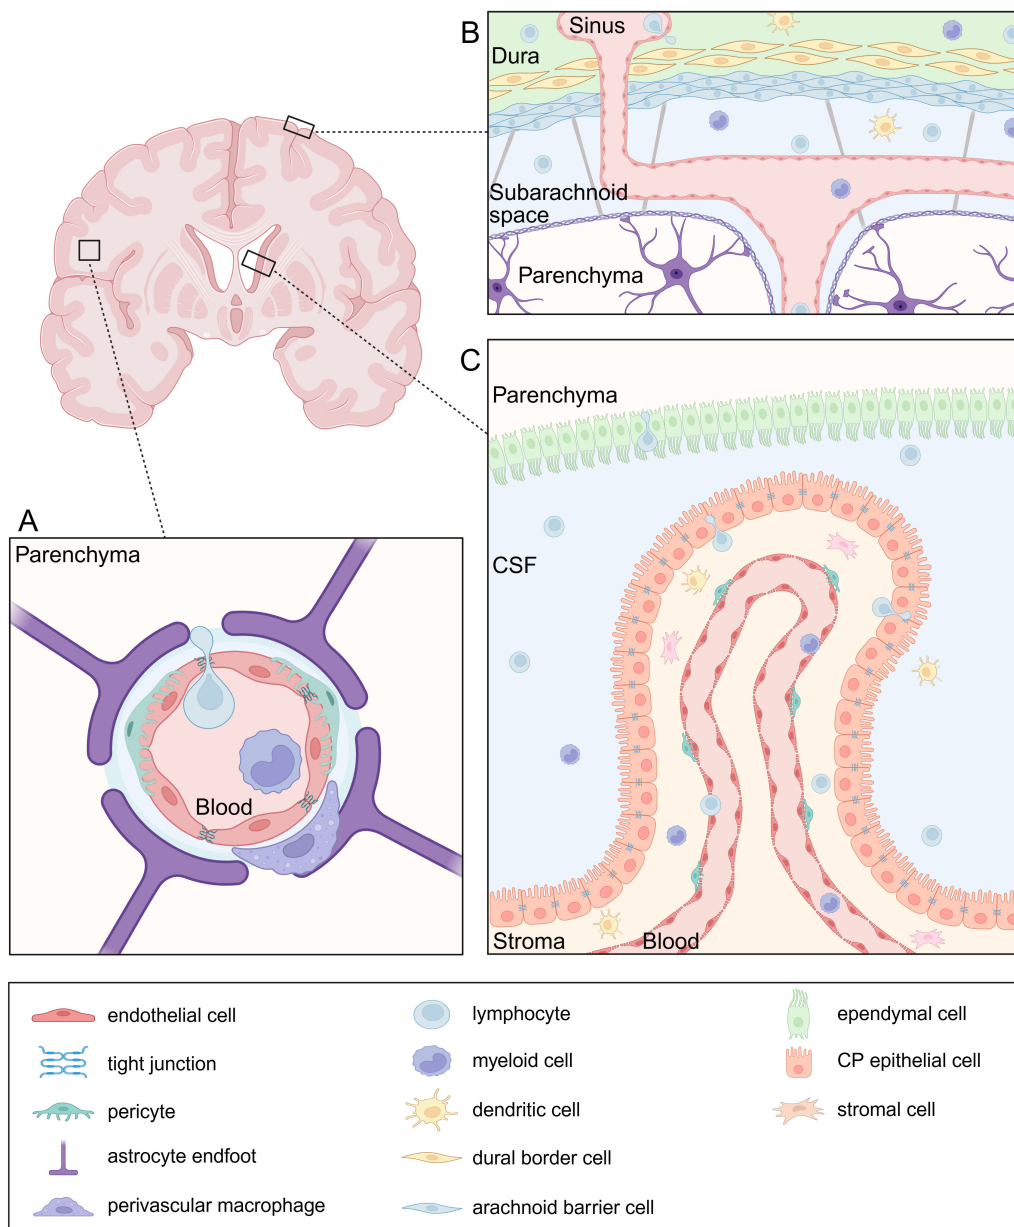 B
Sinus
Dura
Subarachnoid
space
Parenchyma
C
Parenchyma
CSF
Stroma
Blood
A
Parenchyma
Blood
endothelial cell
tight junction
pericyte
astrocyte endfoot
perivascular macrophage
lymphocyte
myeloid cell
dendritic cell
dural border cell
arachnoid barrier cell
ependymal cell
CP epithelial cell
stromal cell